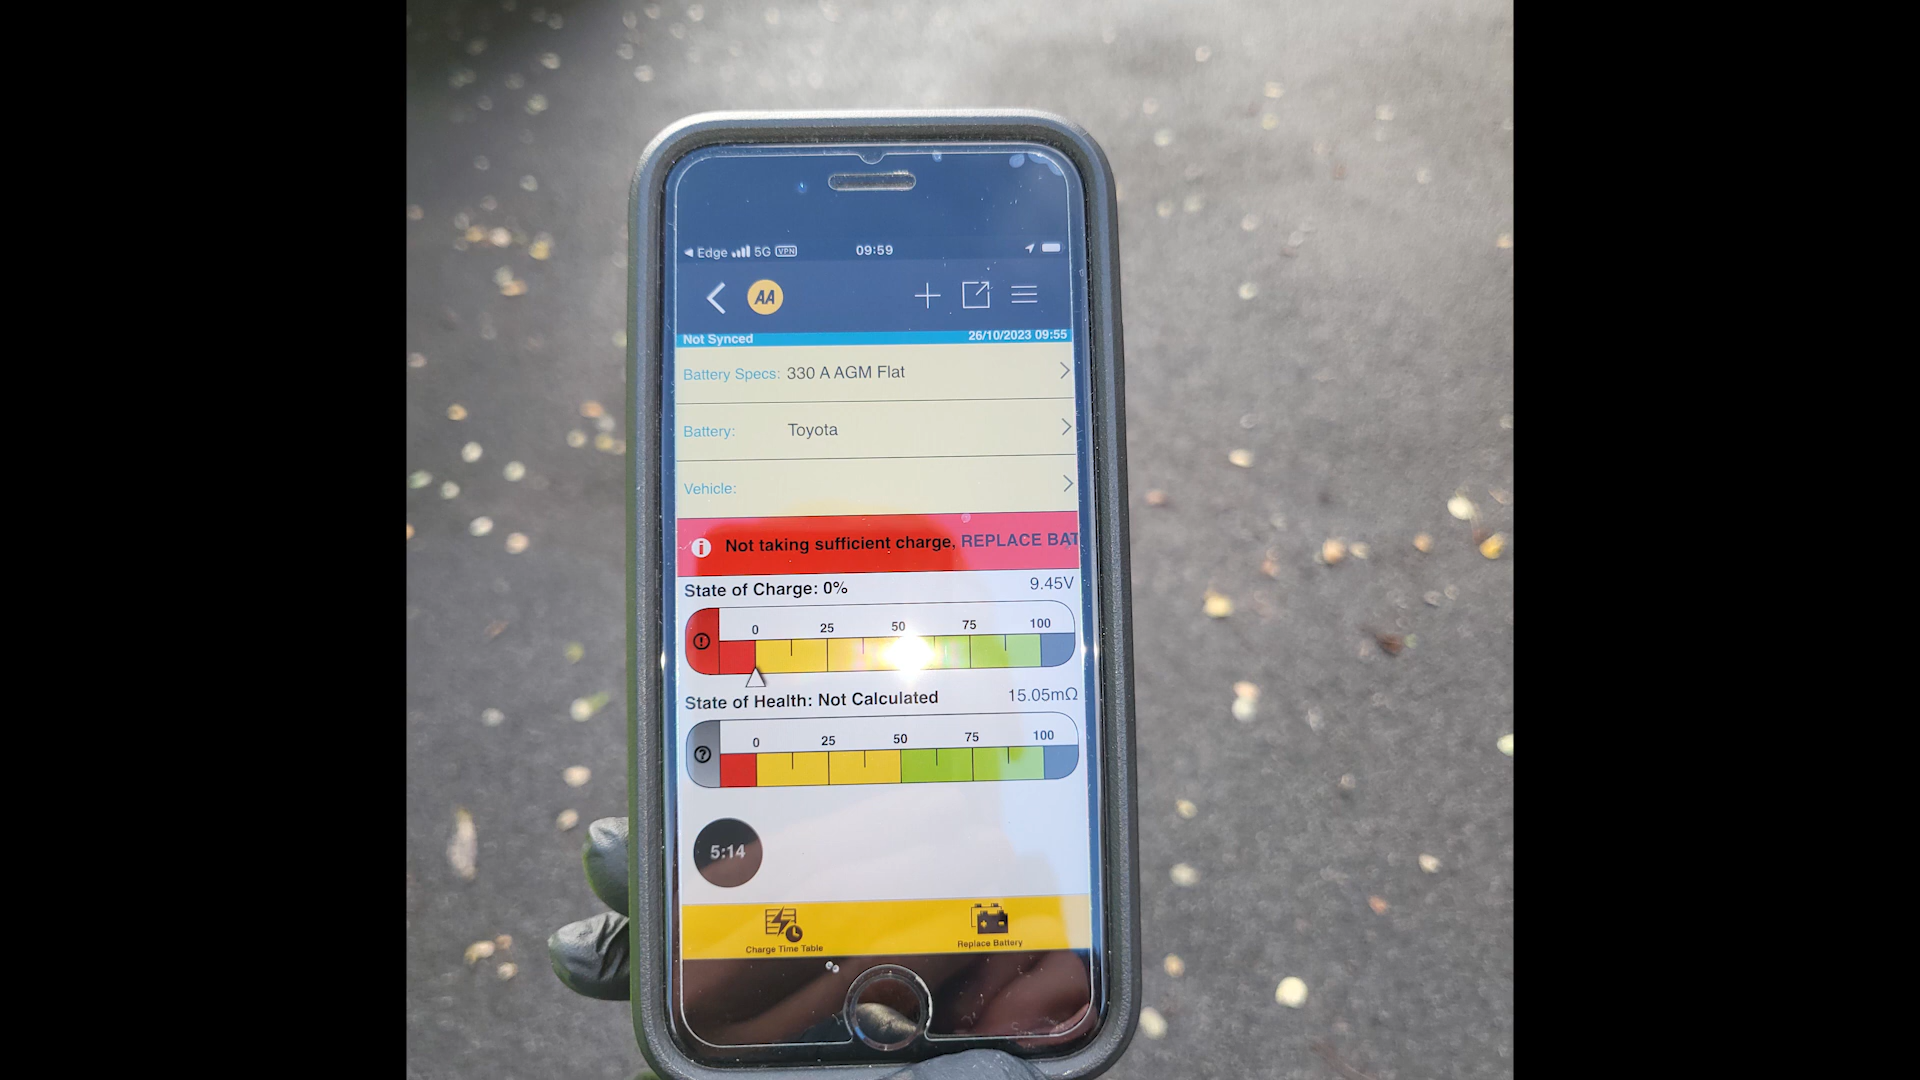 Edge 5G VPN 09:59
AA
Not Synced 26/10/2023 09:55
Battery Specs: 330 A AGM Flat
Battery: Toyota
Vehicle:
Not taking sufficient charge, REPLACE BAT
State of Charge: 0% 9.45V
0 25 50 75 100
State of Health: Not Calculated 15.05mΩ
0 25 50 75 100
5:14
Charge Time Table Replace Battery